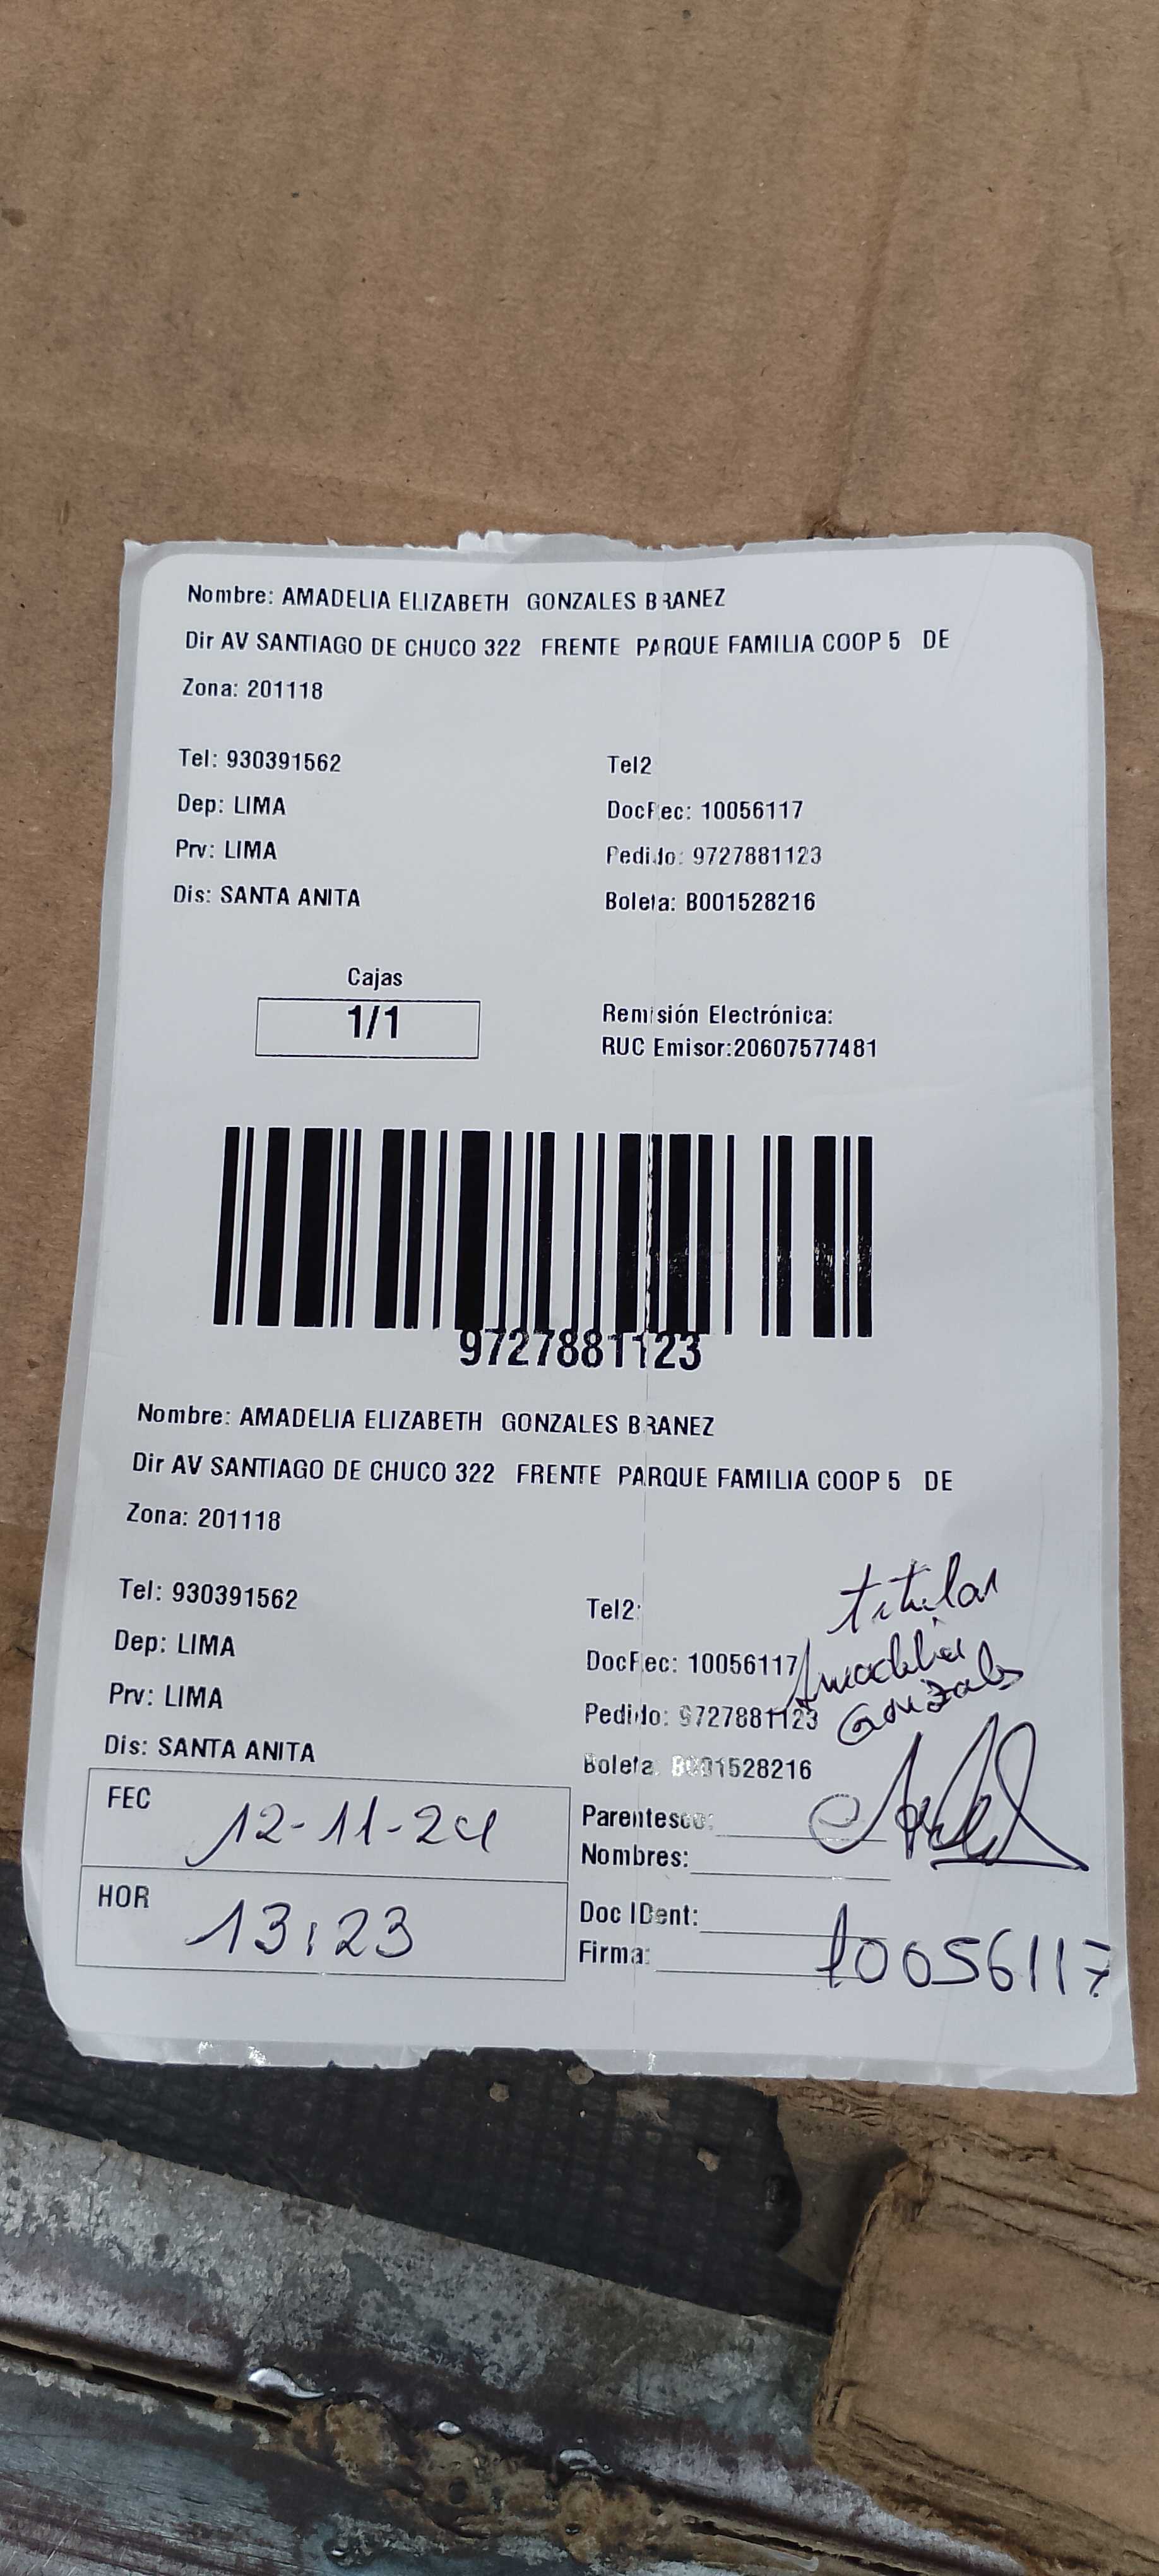 Nombre: AMADELIA ELIZABETH GONZALES BRANEZ
Dir AV SANTIAGO DE CHUCO 322 FRENTE PARQUE FAMILIA COOP 5 DE
Zona: 201118
Tel: 930391562
Tel2
Dep: LIMA
DocRec: 10056117
Prv: LIMA
Pedido: 9727881123
Dis: SANTA ANITA
Boleta: B001528216
Cajas
1/1
Remisión Electrónica:
RUC Emisor:20607577481
9727881123
Nombre: AMADELIA ELIZABETH GONZALES BRANEZ
Dir AV SANTIAGO DE CHUCO 322 FRENTE PARQUE FAMILIA COOP 5 DE
Zona: 201118
Tel: 930391562
Tel2:
titular
Dep: LIMA
DocRec: 10056117
Amadelia
Prv: LIMA
Pedido: 9727881123
Gonzales
Dis: SANTA ANITA
Boleta: B001528216
FEC
12-11-24
Parentesco:
Nombres:
HOR
13:23
Doc IDent:
Firma:
10056117